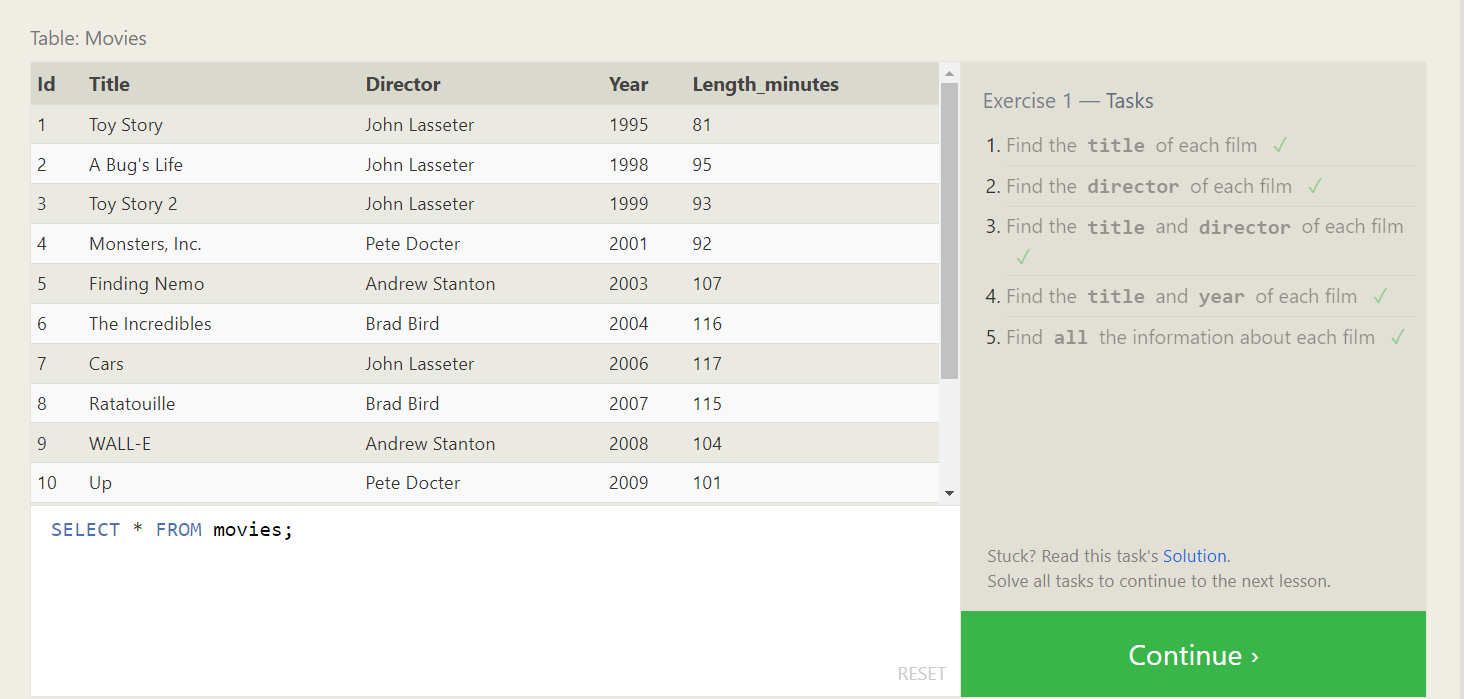 Table: Movies
Id Title Director Year Length_minutes
1 Toy Story John Lasseter 1995 81
2 A Bug's Life John Lasseter 1998 95
3 Toy Story 2 John Lasseter 1999 93
4 Monsters, Inc. Pete Docter 2001 92
5 Finding Nemo Andrew Stanton 2003 107
6 The Incredibles Brad Bird 2004 116
7 Cars John Lasseter 2006 117
8 Ratatouille Brad Bird 2007 115
9 WALL-E Andrew Stanton 2008 104
10 Up Pete Docter 2009 101
SELECT * FROM movies;
RESET
Exercise 1 — Tasks
1. Find the title of each film ✓
2. Find the director of each film ✓
3. Find the title and director of each film
✓
4. Find the title and year of each film ✓
5. Find all the information about each film ✓
Stuck? Read this task's Solution.
Solve all tasks to continue to the next lesson.
Continue ›